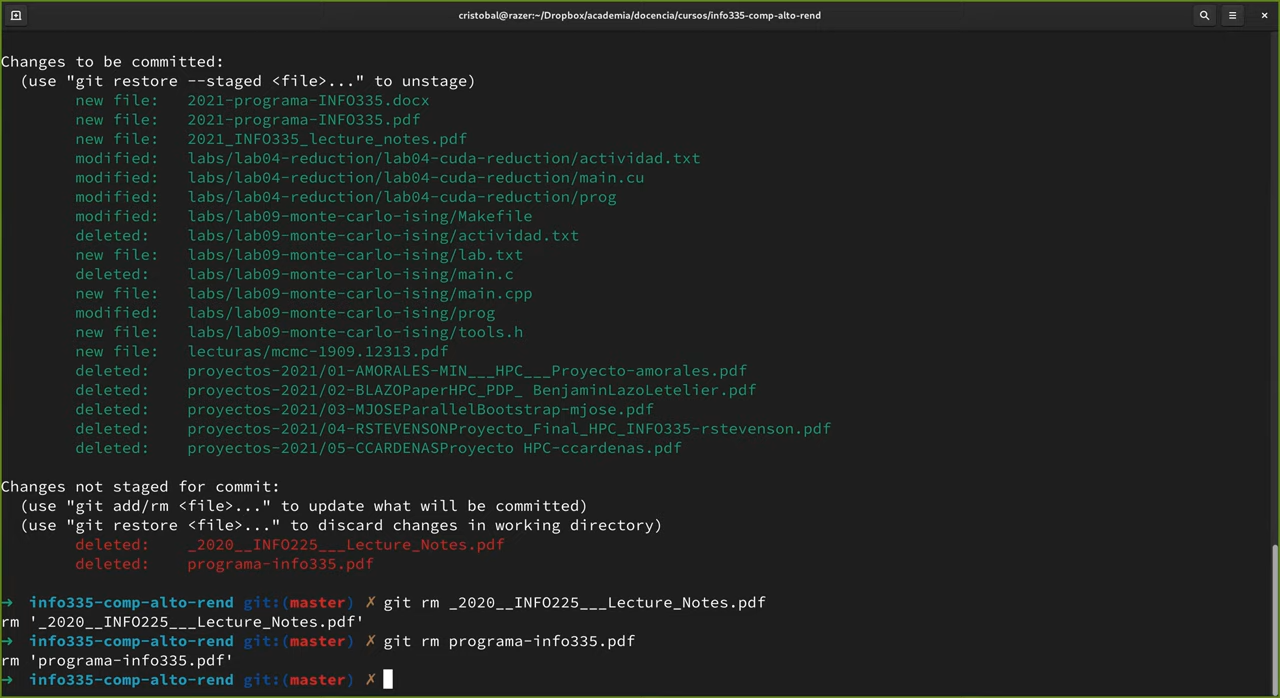 cristobal@razer:~/Dropbox/academia/docencia/cursos/info335-comp-alto-rend
Changes to be committed:
  (use "git restore --staged <file>..." to unstage)
        new file:   2021-programa-INFO335.docx
        new file:   2021-programa-INFO335.pdf
        new file:   2021_INFO335_lecture_notes.pdf
        modified:   labs/lab04-reduction/lab04-cuda-reduction/actividad.txt
        modified:   labs/lab04-reduction/lab04-cuda-reduction/main.cu
        modified:   labs/lab04-reduction/lab04-cuda-reduction/prog
        modified:   labs/lab09-monte-carlo-ising/Makefile
        deleted:    labs/lab09-monte-carlo-ising/actividad.txt
        new file:   labs/lab09-monte-carlo-ising/lab.txt
        deleted:    labs/lab09-monte-carlo-ising/main.c
        new file:   labs/lab09-monte-carlo-ising/main.cpp
        modified:   labs/lab09-monte-carlo-ising/prog
        new file:   labs/lab09-monte-carlo-ising/tools.h
        new file:   lecturas/mcmc-1909.12313.pdf
        deleted:    proyectos-2021/01-AMORALES-MIN___HPC___Proyecto-amorales.pdf
        deleted:    proyectos-2021/02-BLAZOPaperHPC_PDP_ BenjaminLazoLetelier.pdf
        deleted:    proyectos-2021/03-MJOSEParallelBootstrap-mjose.pdf
        deleted:    proyectos-2021/04-RSTEVENSONProyecto_Final_HPC_INFO335-rstevenson.pdf
        deleted:    proyectos-2021/05-CCARDENASProyecto HPC-ccardenas.pdf
Changes not staged for commit:
  (use "git add/rm <file>..." to update what will be committed)
  (use "git restore <file>..." to discard changes in working directory)
        deleted:    _2020__INFO225___Lecture_Notes.pdf
        deleted:    programa-info335.pdf
→  info335-comp-alto-rend git:(master) ✗ git rm _2020__INFO225___Lecture_Notes.pdf
rm '_2020__INFO225___Lecture_Notes.pdf'
→  info335-comp-alto-rend git:(master) ✗ git rm programa-info335.pdf
rm 'programa-info335.pdf'
→  info335-comp-alto-rend git:(master) ✗